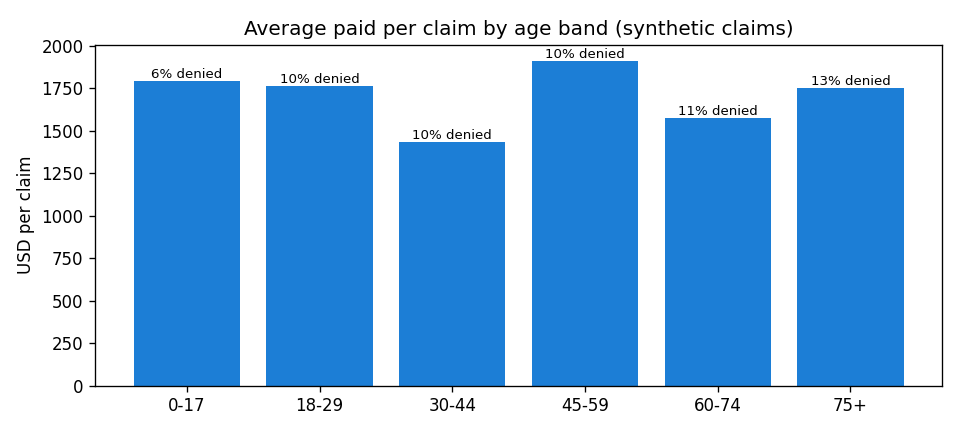 Average paid per claim by age band (synthetic claims)
USD per claim
2000
1750
1500
1250
1000
750
500
250
0
6% denied
10% denied
10% denied
10% denied
11% denied
13% denied
0-17
18-29
30-44
45-59
60-74
75+